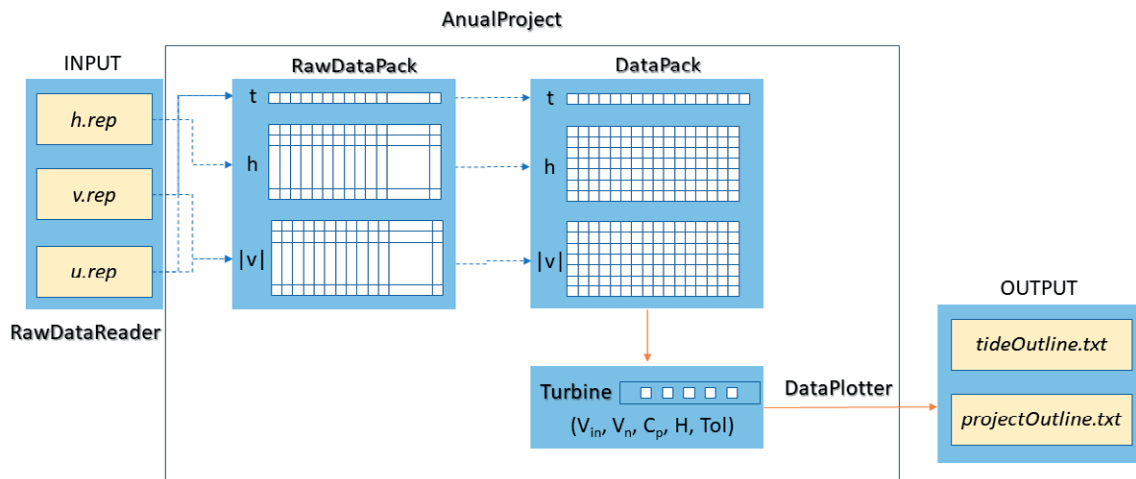 AnualProject
INPUT
h.rep
v.rep
u.rep
RawDataReader
RawDataPack
t
h
|v|
DataPack
t
h
|v|
Turbine
(Vin, Vn, Cp, H, Tol)
DataPlotter
OUTPUT
tideOutline.txt
projectOutline.txt